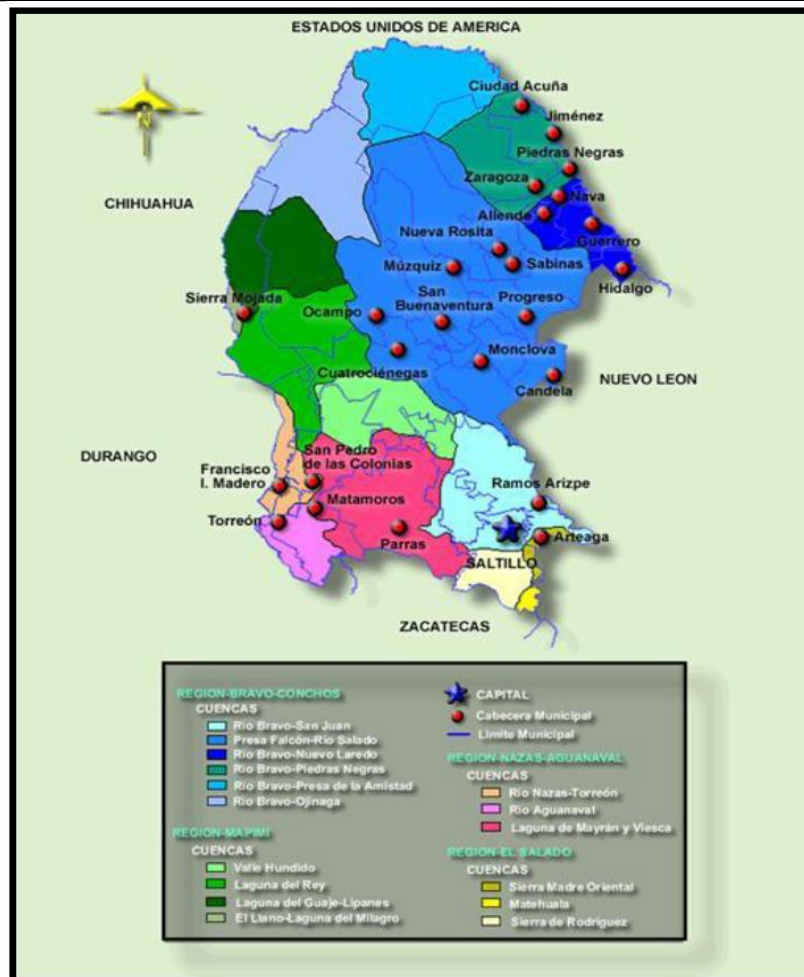 ESTADOS UNIDOS DE AMERICA
Ciudad Acuña
Jiménez
Piedras Negras
Zaragoza
Nava
N
CHIHUAHUA
Allende
Nueva Rosita
Guerrero
Múzquiz
Sabinas
Hidalgo
Sierra Mojada
Ocampo
San
Buenaventura
Progreso
Monclova
Cuatrociénegas
Candela
NUEVO LEON
DURANGO
San Pedro
de las Colonias
Francisco
I. Madero
Ramos Arizpe
Matamoros
Torreón
Parras
Arteaga
SALTILLO
ZACATECAS
REGION-BRAVO-CONCHOS
CUENCAS
Rio Bravo-San Juan
Presa Falcón-Rio Salado
Rio Bravo-Nuevo Laredo
Rio Bravo-Piedras Negras
Rio Bravo-Presa de la Amistad
Rio Bravo-Ojinaga
REGION-MAPIMI
CUENCAS
Valle Hundido
Laguna del Rey
Laguna del Guaje-Lipanes
El Llano-Laguna del Milagro
CAPITAL
Cabecera Municipal
Limite Municipal
REGION-NAZAS-AGUANAVAL
CUENCAS
Rio Nazas-Torreón
Rio Aguanaval
Laguna de Mayrán y Viesca
REGION-EL SALADO
CUENCAS
Sierra Madre Oriental
Matehuala
Sierra de Rodriguez